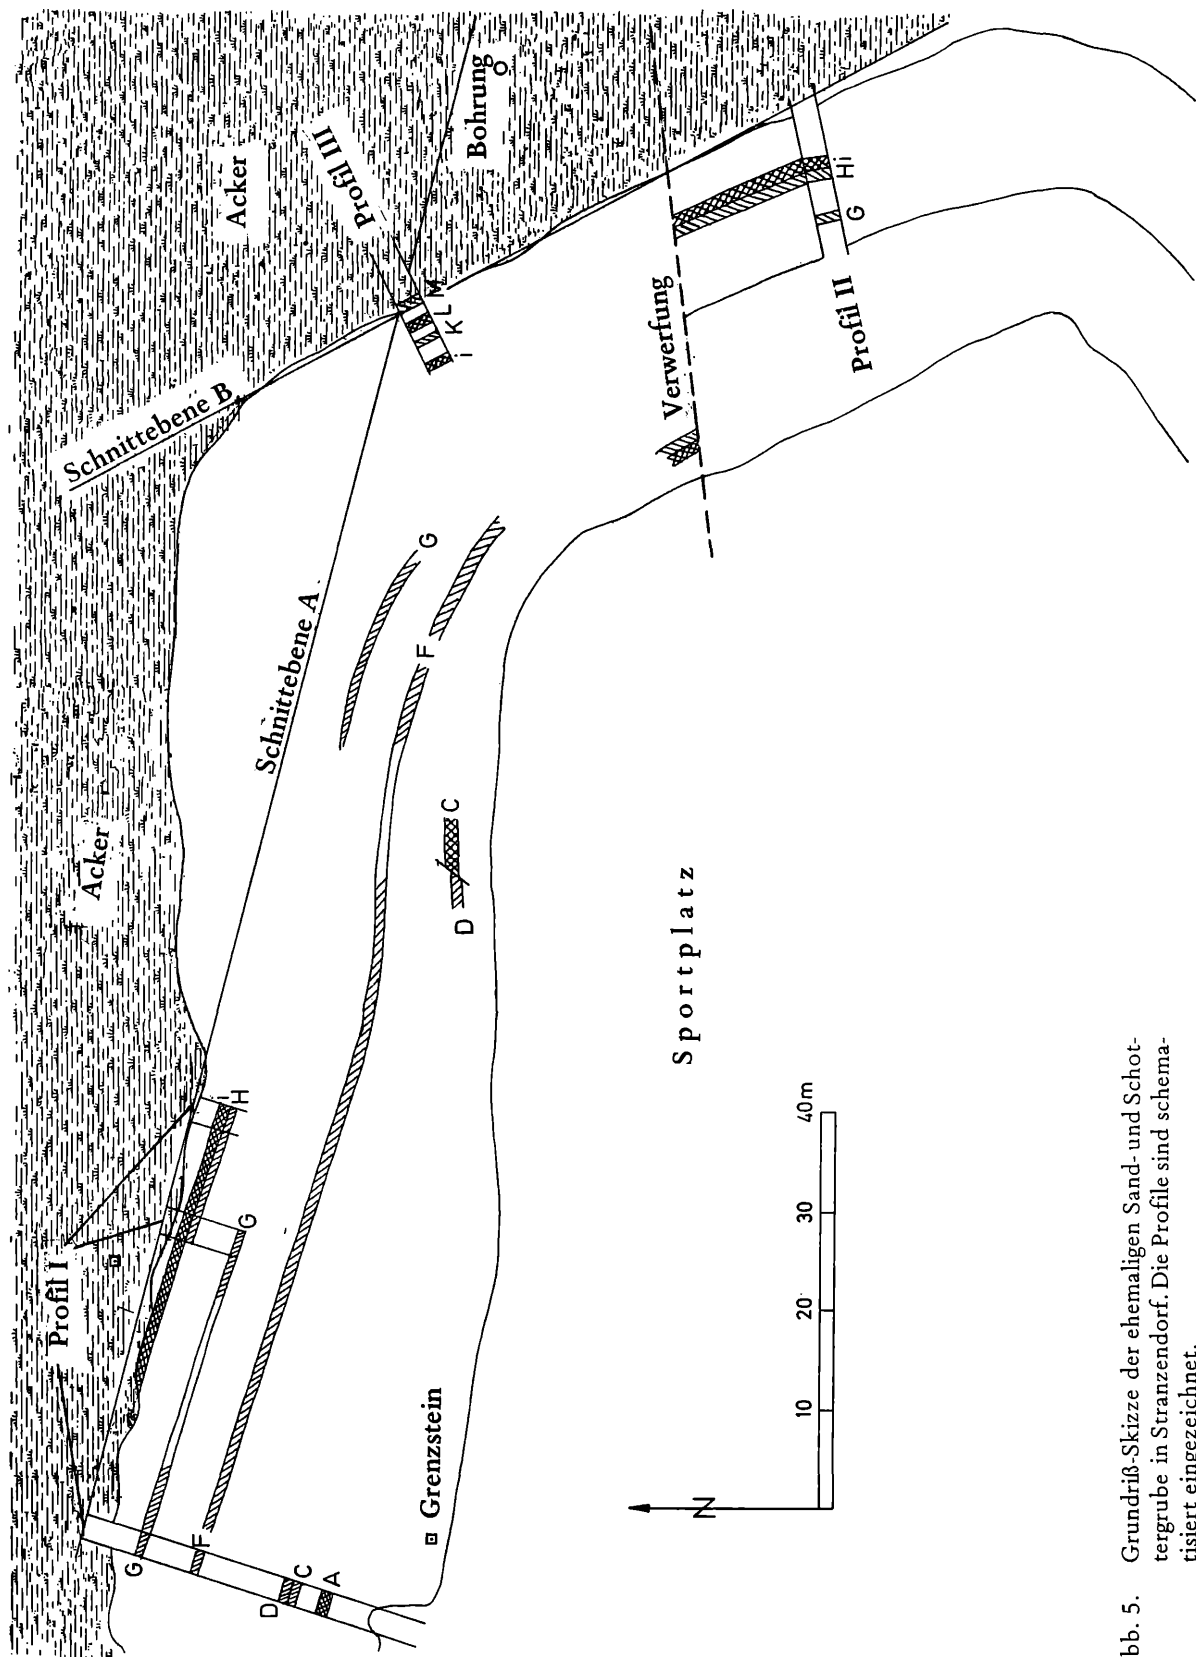 Profil I
Acker
Schnittebene B
Acker
Profil III
Bohrung
Schnittebene A
M
L
K
i
G
F
G
F
G
i
H
G
F
D
C
A
D
C
Verwerfung
Hi
G
Profil II
Grenzstein
Sportplatz
N
10
20
30
40m
bb. 5. Grundriß-Skizze der ehemaligen Sand- und Schot-
tergrube in Stranzendorf. Die Profile sind schema-
tisiert eingezeichnet.